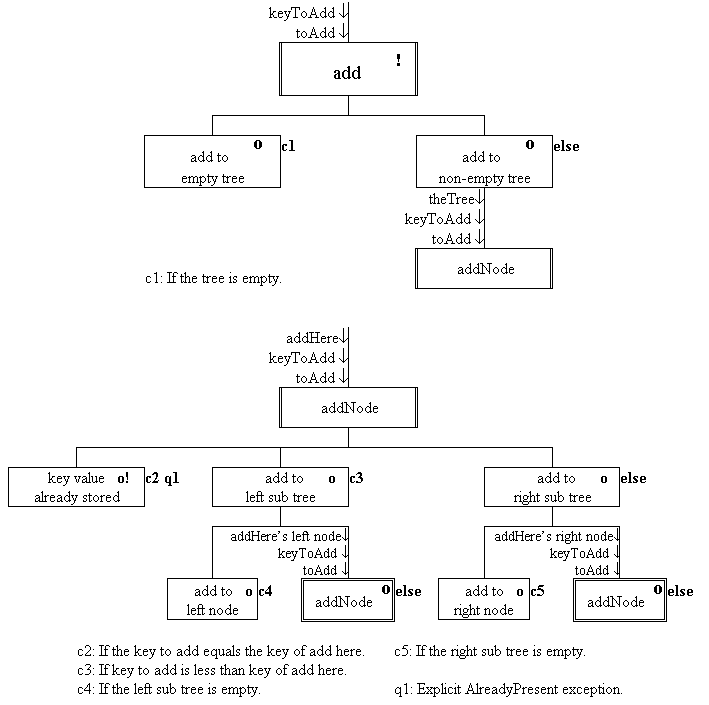 keyToAdd
toAdd
!
add
o c1
add to
empty tree
o else
add to
non-empty tree
theTree
keyToAdd
toAdd
addNode
c1: If the tree is empty.
addHere
keyToAdd
toAdd
addNode
key value o! c2 q1
already stored
add to o c3
left sub tree
add to o else
right sub tree
addHere's left node
keyToAdd
toAdd
add to o c4
left node
o else
addNode
addHere's right node
keyToAdd
toAdd
add to o c5
right node
o else
addNode
c2: If the key to add equals the key of add here.
c3: If key to add is less than key of add here.
c4: If the left sub tree is empty.
c5: If the right sub tree is empty.
q1: Explicit AlreadyPresent exception.